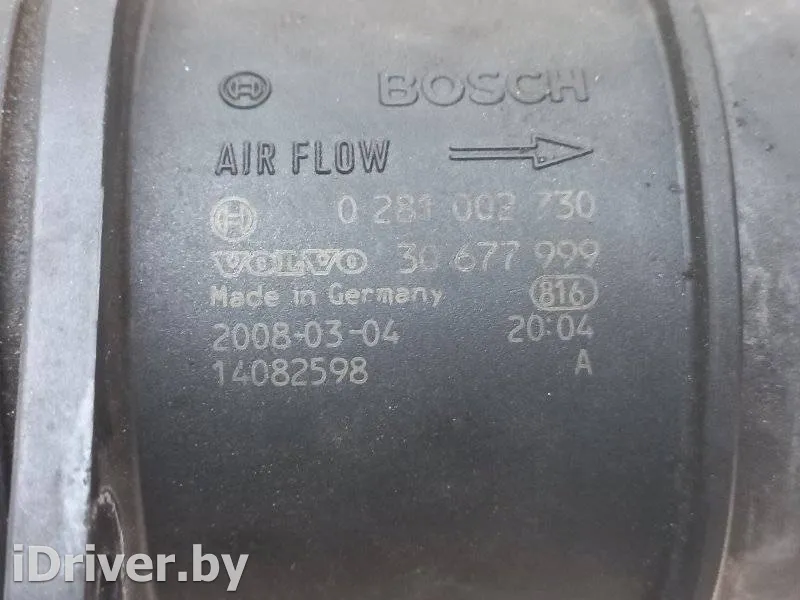 BOSCH
AIR FLOW
0 281 002 730
VOLVO 30 677 999
Made in Germany 816
2008-03-04 20:04
14082598 A
iDriver.by